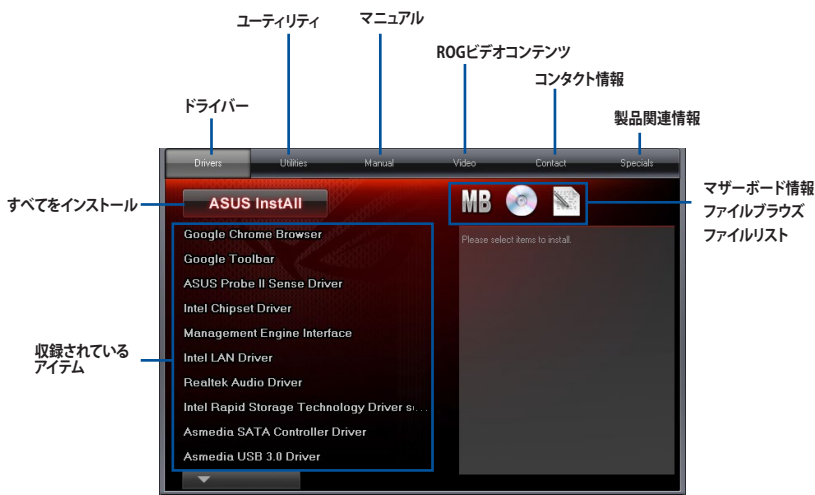 ユーティリティ
マニュアル
ROGビデオコンテンツ
コンタクト情報
ドライバー
製品関連情報
Drivers
Utilities
Manual
Video
Contact
Specials
すべてをインストール
ASUS InstAll
MB
マザーボード情報
ファイルブラウズ
ファイルリスト
Google Chrome Browser
Please select items to install.
Google Toolbar
ASUS Probe II Sense Driver
Intel Chipset Driver
Management Engine Interface
収録されている
アイテム
Intel LAN Driver
Realtek Audio Driver
Intel Rapid Storage Technology Driver s...
Asmedia SATA Controller Driver
Asmedia USB 3.0 Driver